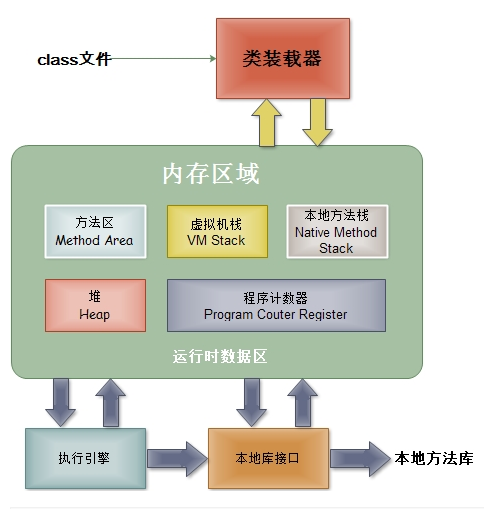 class文件
类装载器
内存区域
方法区
Method Area
虚拟机栈
VM Stack
本地方法栈
Native Method
Stack
堆
Heap
程序计数器
Program Couter Register
运行时数据区
执行引擎
本地库接口
本地方法库